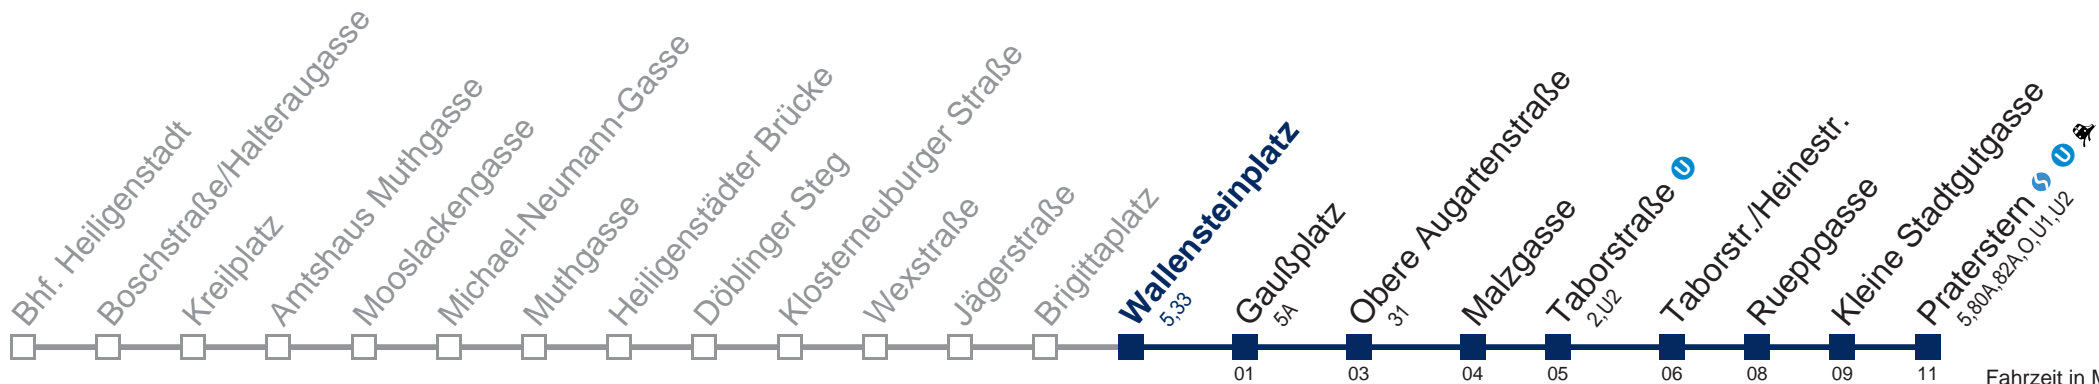 Bhf. Heiligenstadt
Boschstraße/Halteraugasse
Kreilplatz
Amtshaus Muthgasse
Mooslackengasse
Michael-Neumann-Gasse
Muthgasse
Heiligenstädter Brücke
Döblinger Steg
Klosterneuburger Straße
Wexstraße
Jägerstraße
Brigittaplatz
Wallensteinplatz
5,33
Gaußplatz
5A
Obere Augartenstraße
31
Malzgasse
Taborstraße U
2,U2
Taborstr./Heinestr.
Rueppgasse
Kleine Stadtgutgasse
Praterstern S U
5,80A,82A,O,U1,U2
01 03 04 05 06 08 09 11
Fahrzeit in M